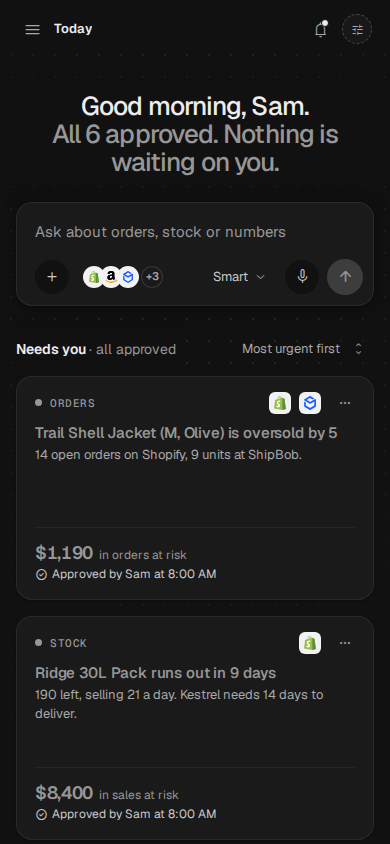 Today
Good morning, Sam.
All 6 approved. Nothing is
waiting on you.
Ask about orders, stock or numbers
+3
Smart
Needs you · all approved
Most urgent first
ORDERS
Trail Shell Jacket (M, Olive) is oversold by 5
14 open orders on Shopify, 9 units at ShipBob.
$1,190 in orders at risk
Approved by Sam at 8:00 AM
STOCK
Ridge 30L Pack runs out in 9 days
190 left, selling 21 a day. Kestrel needs 14 days to
deliver.
$8,400 in sales at risk
Approved by Sam at 8:00 AM